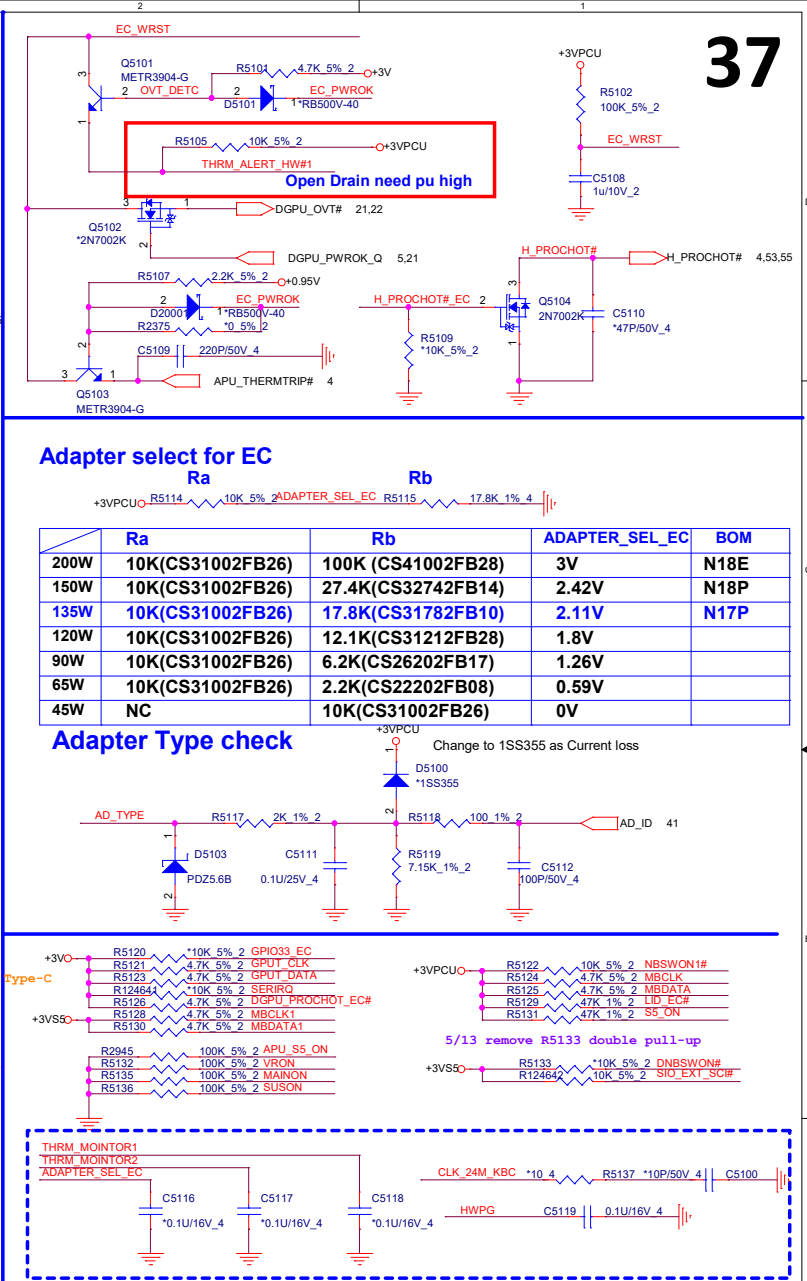 2
1
37
EC_WRST
Q5101
METR3904-G
3
2
1
OVT_DETC
R5101
4.7K_5%_2
+3V
D5101
2
1
*RB500V-40
EC_PWROK
R5105
10K_5%_2
+3VPCU
THRM_ALERT_HW#1
Open Drain need pu high
+3VPCU
R5102
100K_5%_2
EC_WRST
C5108
1u/10V_2
3
1
2
Q5102
*2N7002K
DGPU_OVT#
21,22
DGPU_PWROK_Q
5,21
R5107
2.2K_5%_2
+0.95V
2
1
EC_PWROK
D20001
*RB500V-40
R2375
*0_5%_2
C5109
220P/50V_4
2
3
1
APU_THERMTRIP#
4
Q5103
METR3904-G
H_PROCHOT#
H_PROCHOT#
4,53,55
H_PROCHOT#_EC
2
3
1
Q5104
2N7002K
C5110
*47P/50V_4
R5109
*10K_5%_2
Adapter select for EC
Ra
Rb
+3VPCU
R5114
10K_5%_2
ADAPTER_SEL_EC
R5115
17.8K_1%_4
Ra Rb ADAPTER_SEL_EC BOM
200W 10K(CS31002FB26) 100K (CS41002FB28) 3V N18E
150W 10K(CS31002FB26) 27.4K(CS32742FB14) 2.42V N18P
135W 10K(CS31002FB26) 17.8K(CS31782FB10) 2.11V N17P
120W 10K(CS31002FB26) 12.1K(CS31212FB28) 1.8V
90W 10K(CS31002FB26) 6.2K(CS26202FB17) 1.26V
65W 10K(CS31002FB26) 2.2K(CS22202FB08) 0.59V
45W NC 10K(CS31002FB26) 0V
Adapter Type check
+3VPCU
Change to 1SS355 as Current loss
1
D5100
*1SS355
2
AD_TYPE
R5117
2K_1%_2
R5118
100_1%_2
AD_ID
41
1
D5103
PDZ5.6B
2
C5111
0.1U/25V_4
R5119
7.15K_1%_2
C5112
100P/50V_4
Type-C
+3V
R5120 *10K_5%_2 GPIO33_EC
R5121 4.7K_5%_2 GPUT_CLK
R5123 4.7K_5%_2 GPUT_DATA
R124641 *10K_5%_2 SERIRQ
R5126 4.7K_5%_2 DGPU_PROCHOT_EC#
+3VS5
R5128 4.7K_5%_2 MBCLK1
R5130 4.7K_5%_2 MBDATA1
R2945 100K_5%_2 APU_S5_ON
R5132 100K_5%_2 VRON
R5135 100K_5%_2 MAINON
R5136 100K_5%_2 SUSON
+3VPCU
R5122 10K_5%_2 NBSWON1#
R5124 4.7K_5%_2 MBCLK
R5125 4.7K_5%_2 MBDATA
R5129 47K_1%_2 LID_EC#
R5131 47K_1%_2 S5_ON
5/13 remove R5133 double pull-up
+3VS5
R5133 *10K_5%_2 DNBSWON#
R124642 10K_5%_2 SIO_EXT_SCI#
THRM_MOINTOR1
THRM_MOINTOR2
ADAPTER_SEL_EC
C5116
*0.1U/16V_4
C5117
*0.1U/16V_4
C5118
*0.1U/16V_4
CLK_24M_KBC
*10_4
R5137
*10P/50V_4
C5100
HWPG
C5119
0.1U/16V_4